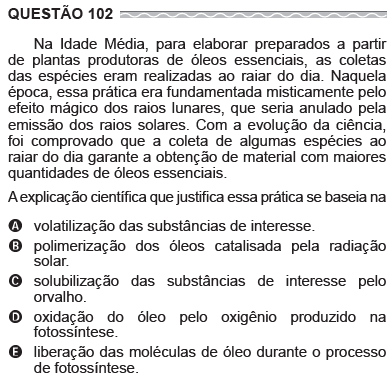 QUESTÃO 102
Na Idade Média, para elaborar preparados a partir
de plantas produtoras de óleos essenciais, as coletas
das espécies eram realizadas ao raiar do dia. Naquela
época, essa prática era fundamentada misticamente pelo
efeito mágico dos raios lunares, que seria anulado pela
emissão dos raios solares. Com a evolução da ciência,
foi comprovado que a coleta de algumas espécies ao
raiar do dia garante a obtenção de material com maiores
quantidades de óleos essenciais.
A explicação científica que justifica essa prática se baseia na
A volatilização das substâncias de interesse.
B polimerização dos óleos catalisada pela radiação
solar.
C solubilização das substâncias de interesse pelo
orvalho.
D oxidação do óleo pelo oxigênio produzido na
fotossíntese.
E liberação das moléculas de óleo durante o processo
de fotossíntese.